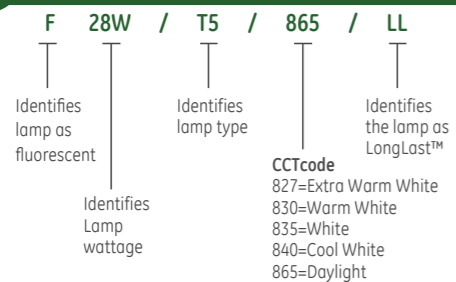 F 28W / T5 / 865 / LL
Identifies
lamp as
fluorescent
Identifies
Lamp
wattage
Identifies
lamp type
CCTcode
827=Extra Warm White
830=Warm White
835=White
840=Cool White
865=Daylight
Identifies
the lamp as
LongLast™